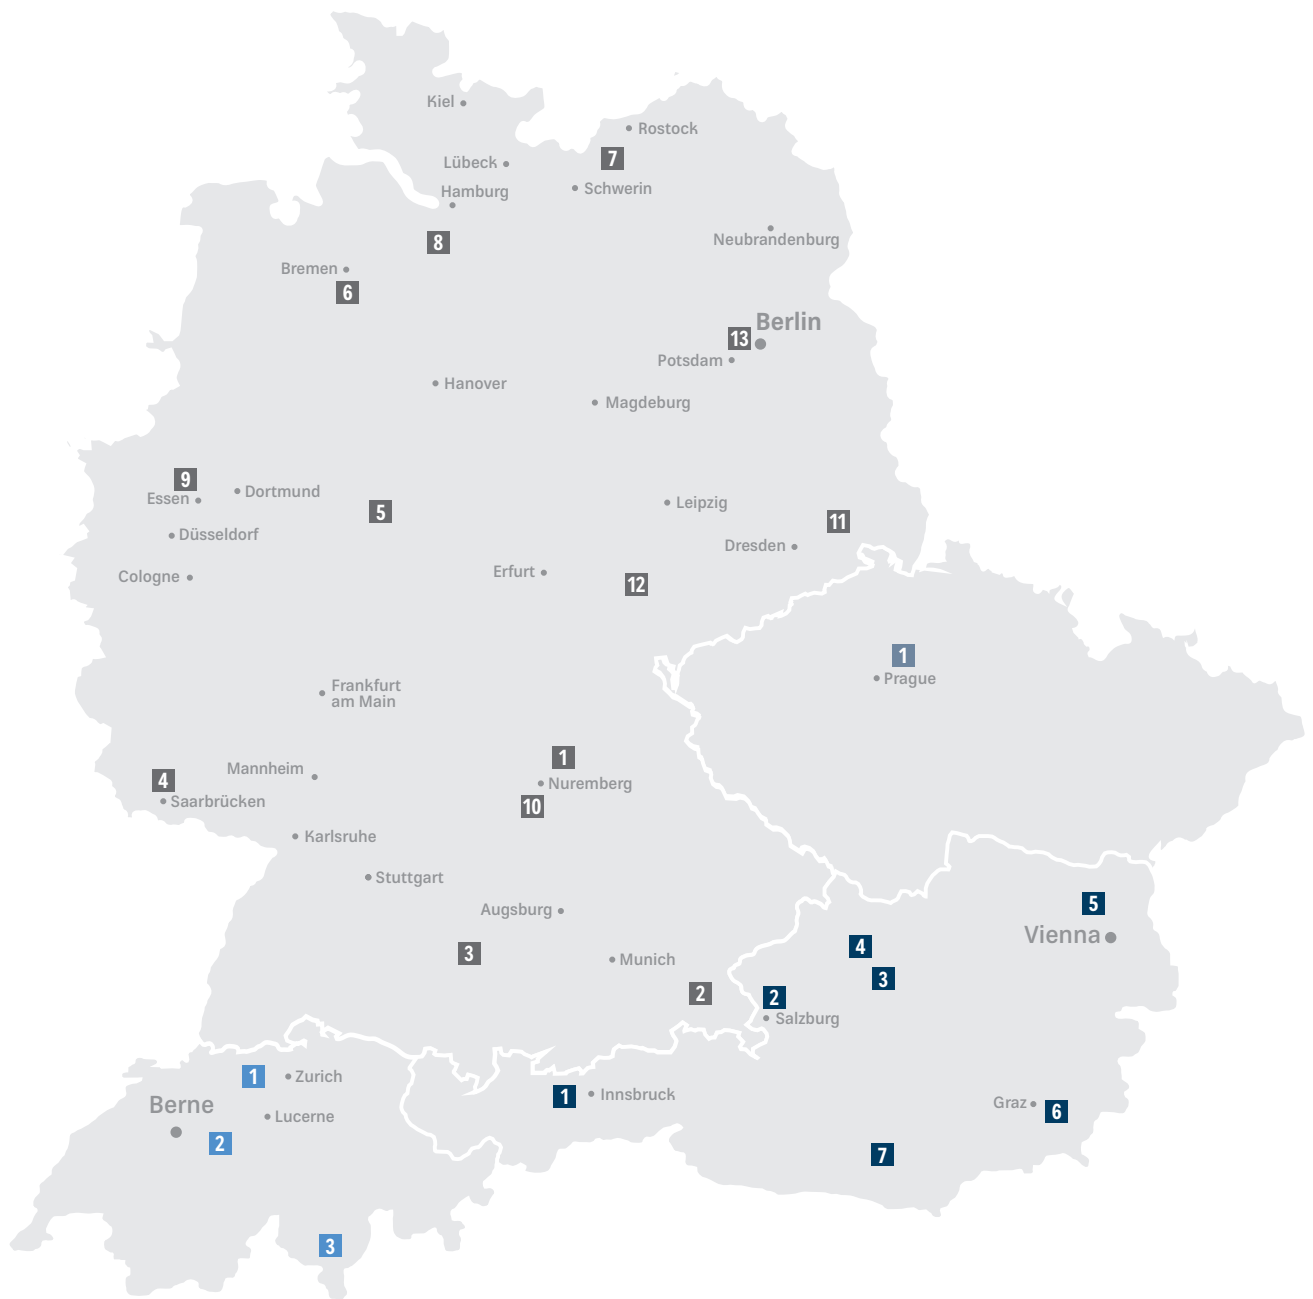 Kiel
Rostock
7
Lübeck
Schwerin
Hamburg
8
Neubrandenburg
Bremen
6
Berlin
13
Potsdam
Hanover
Magdeburg
9
Essen
Dortmund
5
Leipzig
11
Düsseldorf
Dresden
Cologne
Erfurt
12
1
Prague
Frankfurt
am Main
1
Mannheim
4
Nuremberg
Saarbrücken
10
Karlsruhe
Stuttgart
5
Augsburg
Vienna
4
3
Munich
3
2
2
Salzburg
1
Zurich
1
Innsbruck
Berne
Graz
6
Lucerne
2
7
3